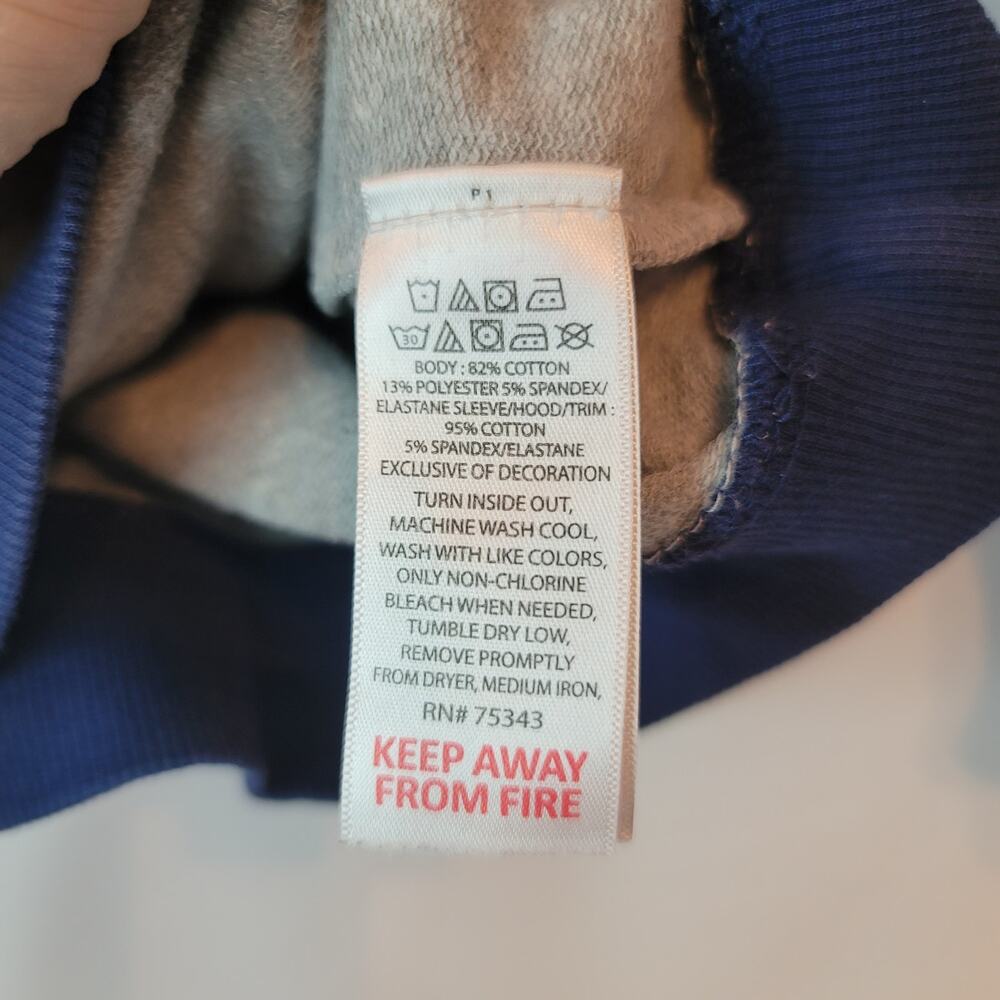 P 1
30
BODY : 82% COTTON
13% POLYESTER 5% SPANDEX/
ELASTANE SLEEVE/HOOD/TRIM :
95% COTTON
5% SPANDEX/ELASTANE
EXCLUSIVE OF DECORATION
TURN INSIDE OUT,
MACHINE WASH COOL,
WASH WITH LIKE COLORS,
ONLY NON-CHLORINE
BLEACH WHEN NEEDED,
TUMBLE DRY LOW,
REMOVE PROMPTLY
FROM DRYER, MEDIUM IRON,
RN# 75343
KEEP AWAY
FROM FIRE